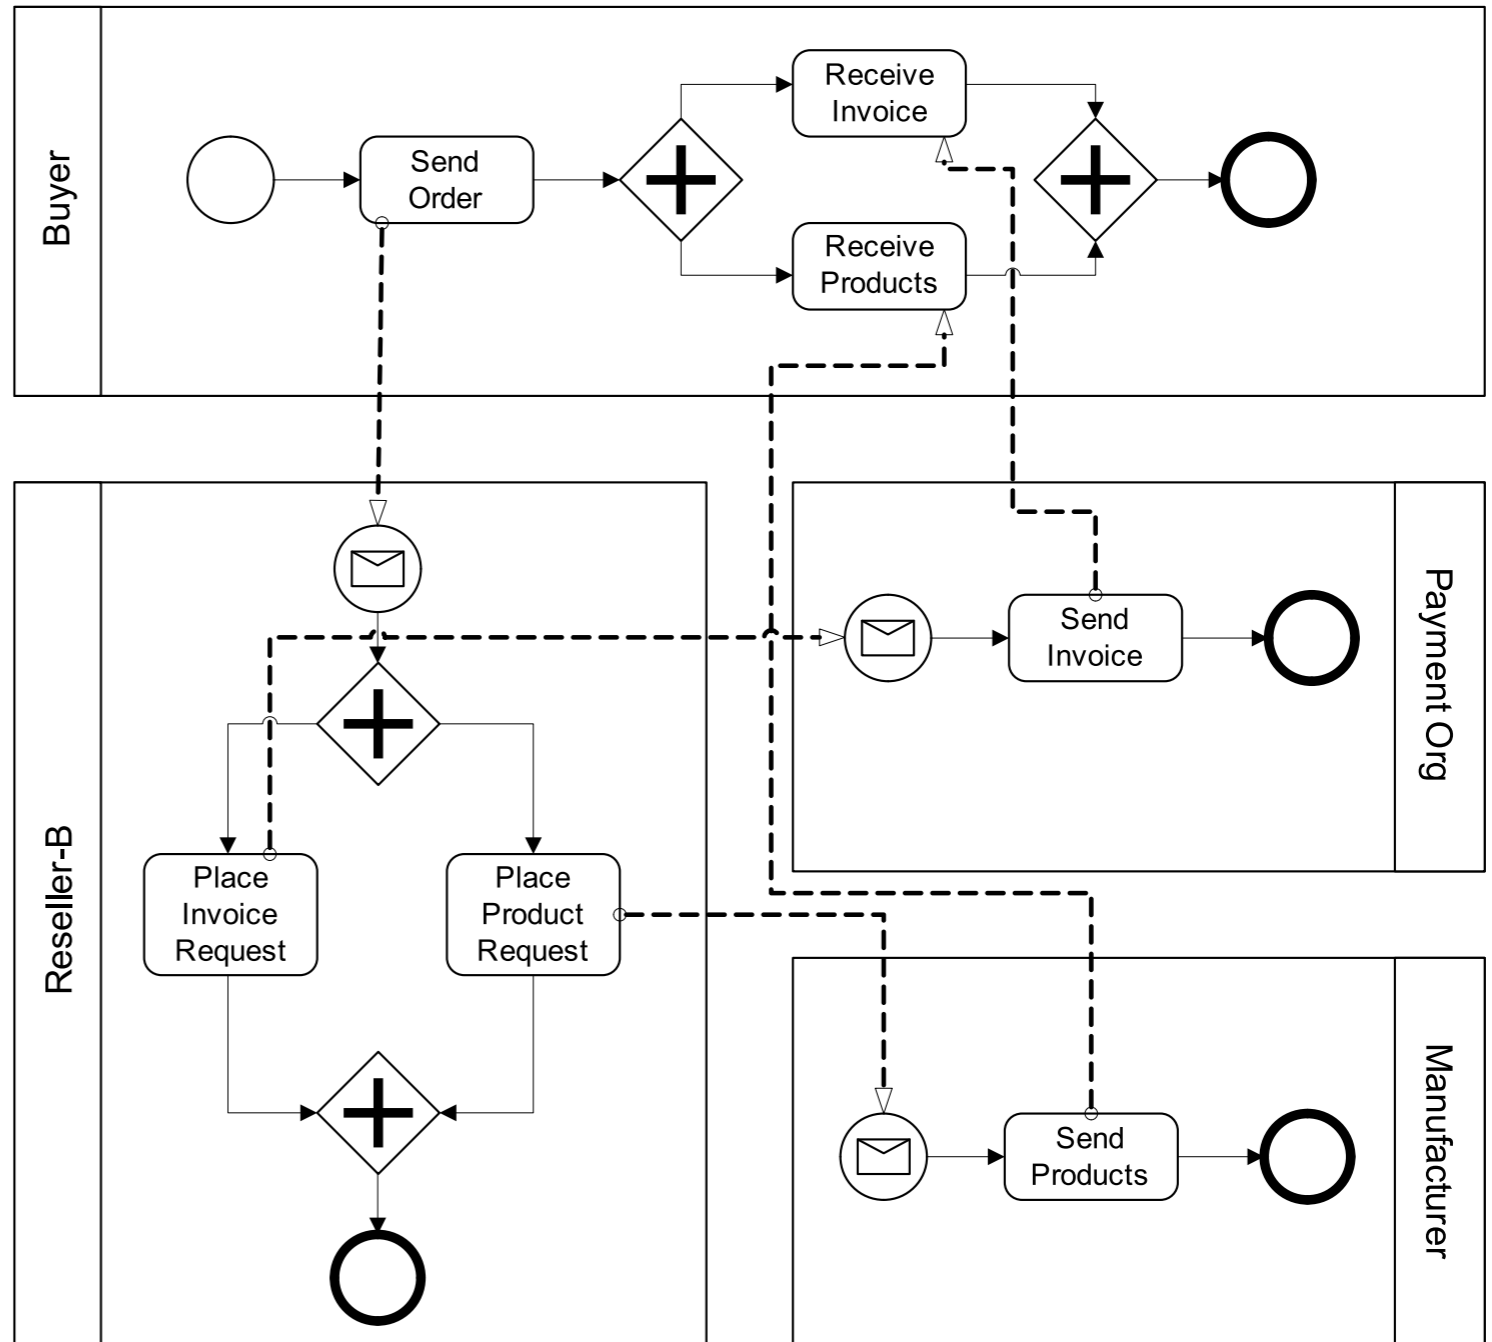 Buyer
Send
Order
Receive
Invoice
Receive
Products
Reseller-B
Place
Invoice
Request
Place
Product
Request
Payment Org
Send
Invoice
Manufacturer
Send
Products